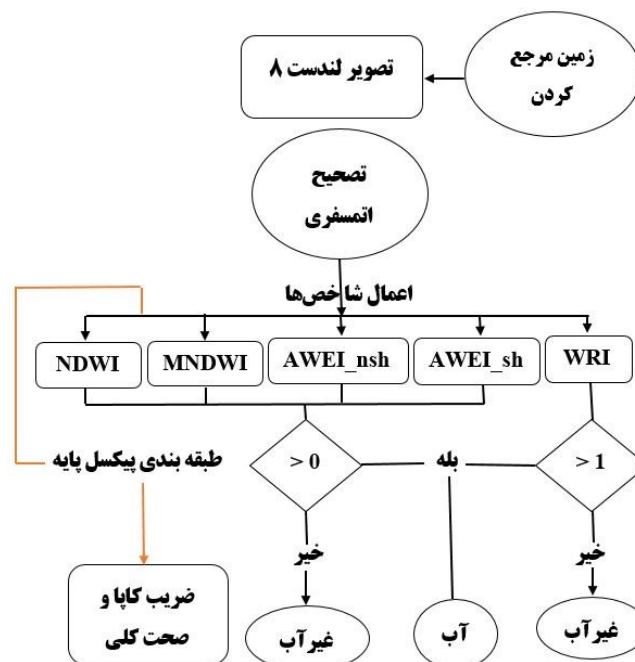 تصویر لندست ۸
زمین مرجع
کردن
تصحیح
اتمسفری
اعمال شاخص‌ها
NDWI
MNDWI
AWEI_nsh
AWEI_sh
WRI
طبقه بندی پیکسل پایه
> 0
بله
> 1
خیر
خیر
ضریب کاپا و
صحت کلی
غیرآب
آب
غیرآب